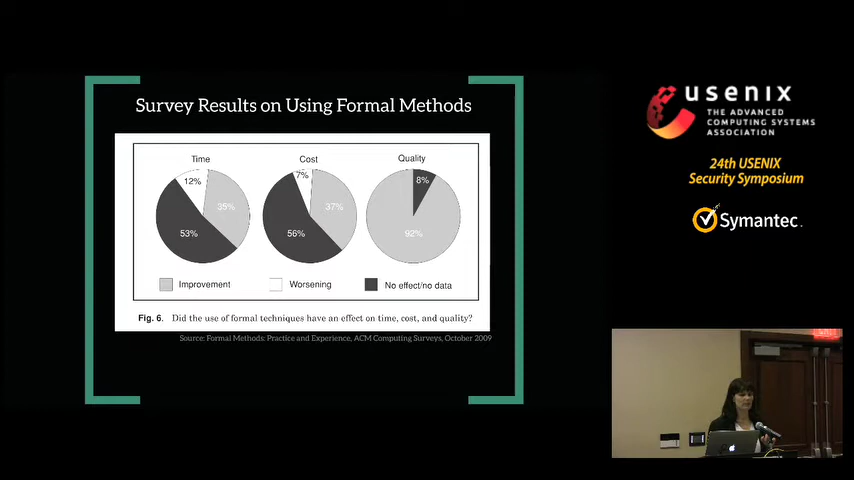 Survey Results on Using Formal Methods
Time
Cost
Quality
12%
35%
53%
7%
37%
56%
8%
92%
Improvement
Worsening
No effect/no data
Fig. 6. Did the use of formal techniques have an effect on time, cost, and quality?
Source: Formal Methods: Practice and Experience, ACM Computing Surveys, October 2009
usenix
THE ADVANCED
COMPUTING SYSTEMS
ASSOCIATION
24th USENIX
Security Symposium
Symantec.